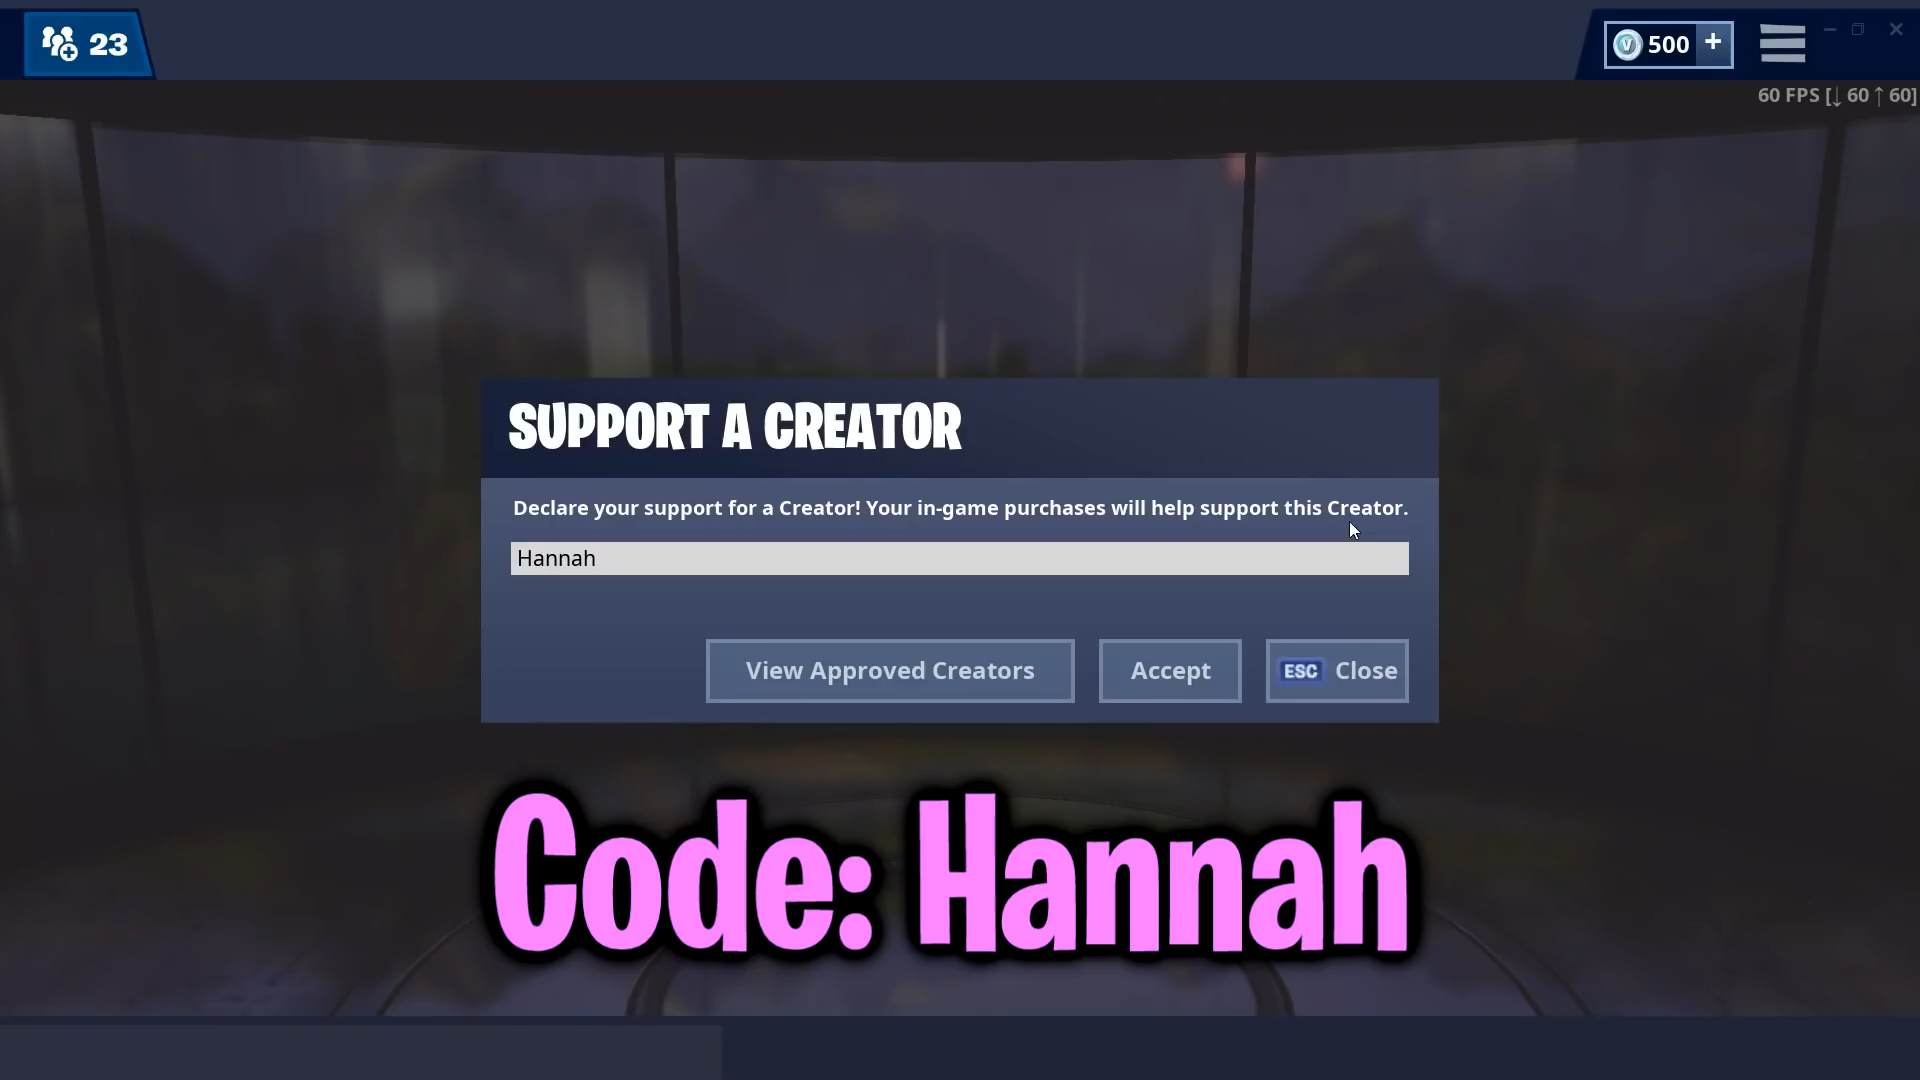 23
500 +
60 FPS [↓ 60 ↑ 60]
SUPPORT A CREATOR
Declare your support for a Creator! Your in-game purchases will help support this Creator.
Hannah
View Approved Creators
Accept
ESC Close
Code: Hannah